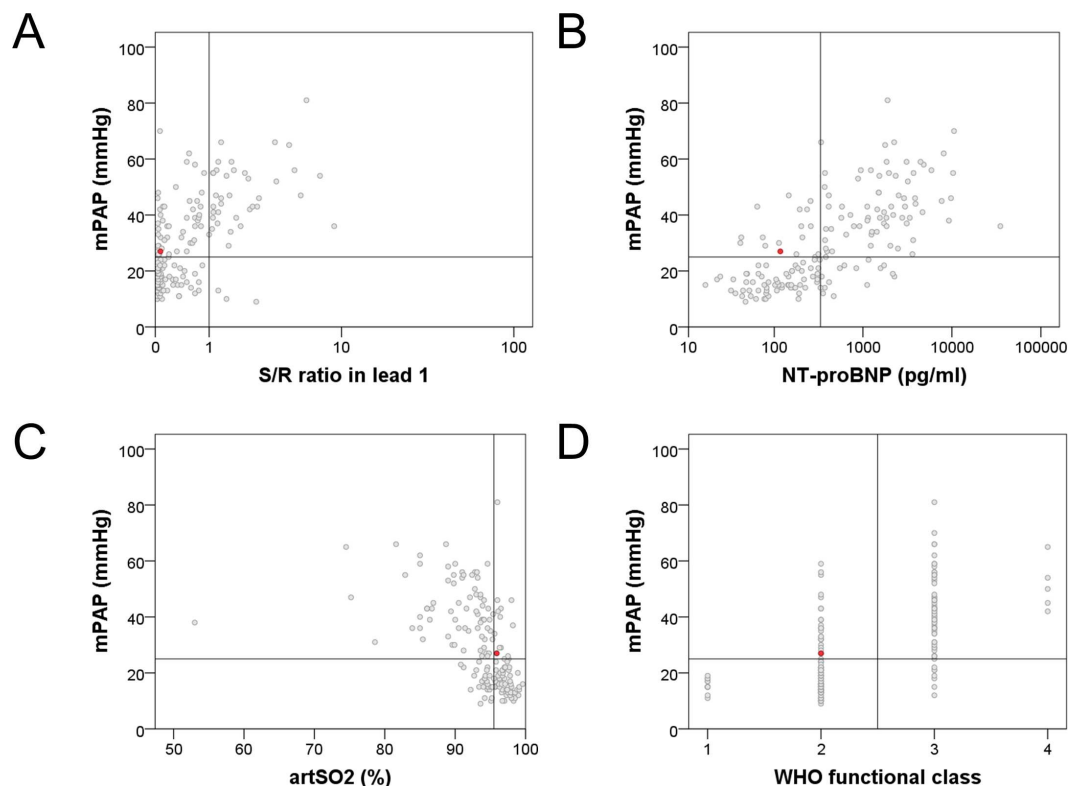 A
B
mPAP (mmHg)
100
80
60
40
20
0
0 1 10 100
S/R ratio in lead 1
mPAP (mmHg)
100
80
60
40
20
0
10 100 1000 10000 100000
NT-proBNP (pg/ml)
C
D
mPAP (mmHg)
100
80
60
40
20
0
50 60 70 80 90 100
artSO2 (%)
mPAP (mmHg)
100
80
60
40
20
0
1 2 3 4
WHO functional class